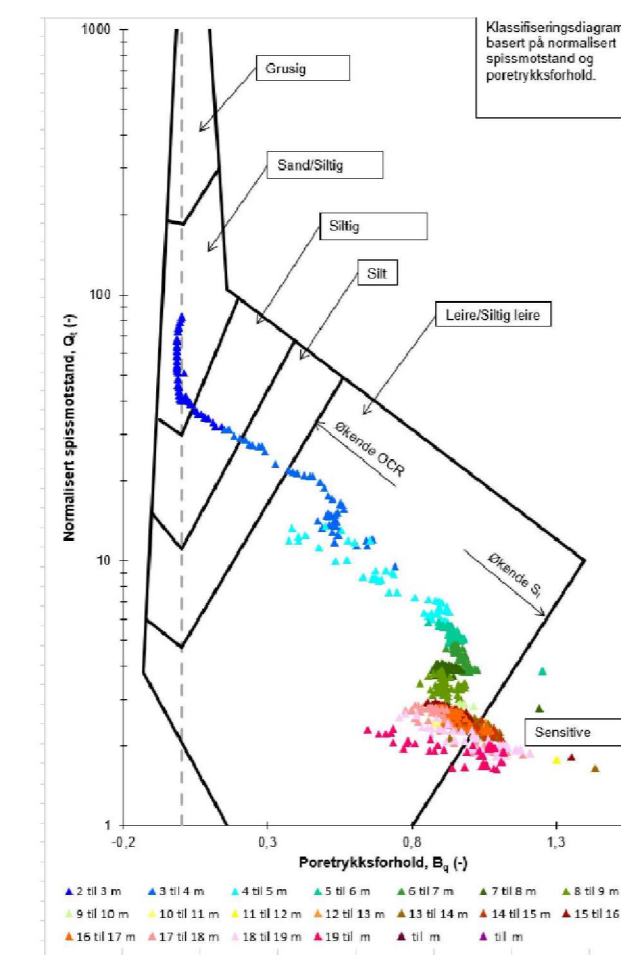 Klassifiseringsdiagram
basert på normalisert
spissmotstand og
poretrykksforhold.
1000
Grusig
Sand/Siltig
Siltig
Silt
100
Leire/Siltig leire
Økende OCR
Normalisert spissmotstand, Qt (-)
10
Økende St
Sensitive
1
-0,2 0,3 0,8 1,3
Poretrykksforhold, Bq (-)
2 til 3 m 3 til 4 m 4 til 5 m 5 til 6 m 6 til 7 m 7 til 8 m 8 til 9 m
9 til 10 m 10 til 11 m 11 til 12 m 12 til 13 m 13 til 14 m 14 til 15 m 15 til 16
16 til 17 m 17 til 18 m 18 til 19 m 19 til m til m til m